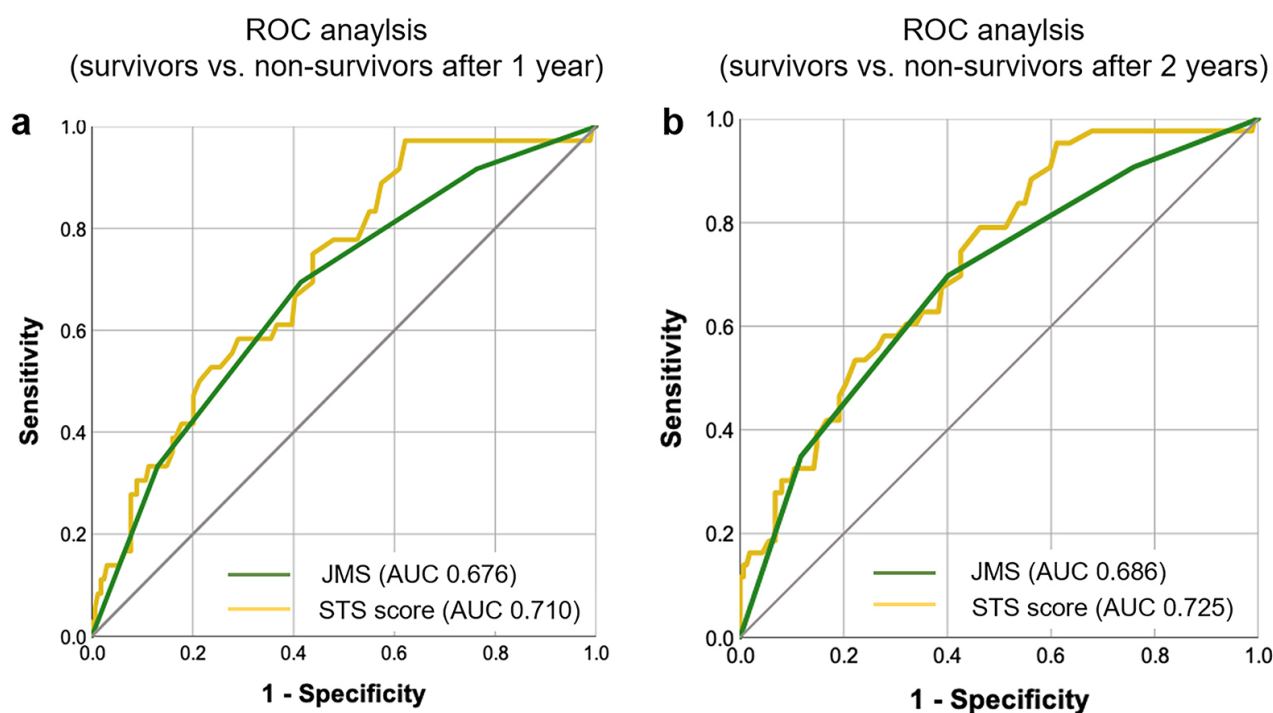 ROC anaylsis
(survivors vs. non-survivors after 1 year)
a
1.0
0.8
0.6
0.4
0.2
0.0
Sensitivity
JMS (AUC 0.676)
STS score (AUC 0.710)
0.0 0.2 0.4 0.6 0.8 1.0
1 - Specificity
ROC anaylsis
(survivors vs. non-survivors after 2 years)
b
1.0
0.8
0.6
0.4
0.2
0.0
Sensitivity
JMS (AUC 0.686)
STS score (AUC 0.725)
0.0 0.2 0.4 0.6 0.8 1.0
1 - Specificity